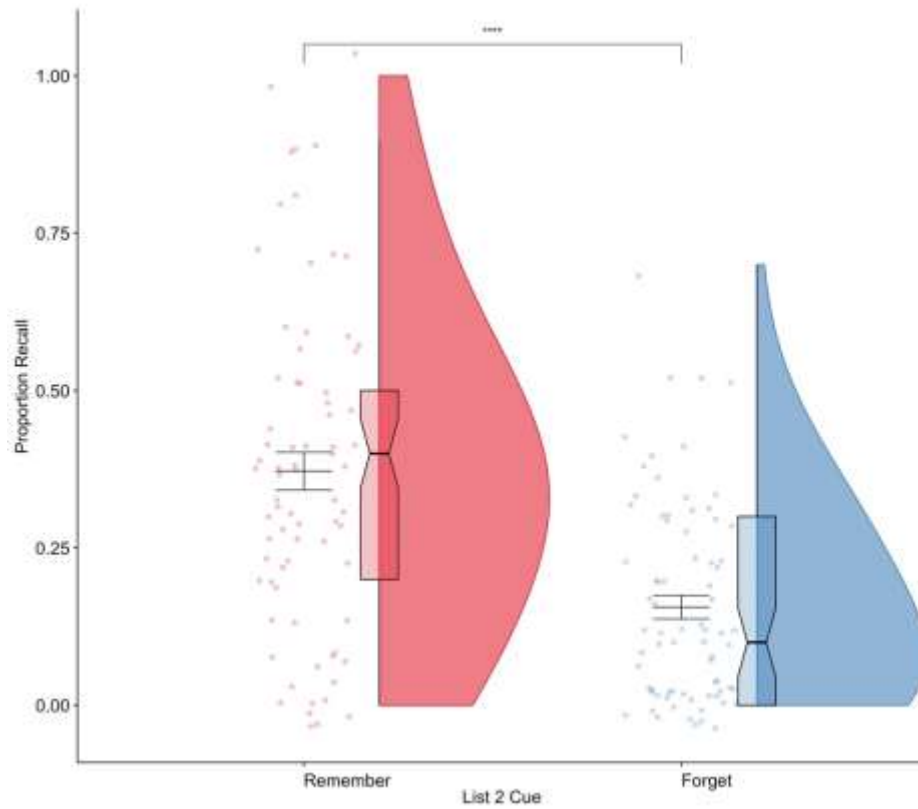 ****
1.00
0.75
0.50
0.25
0.00
Proportion Recall
Remember Forget
List 2 Cue